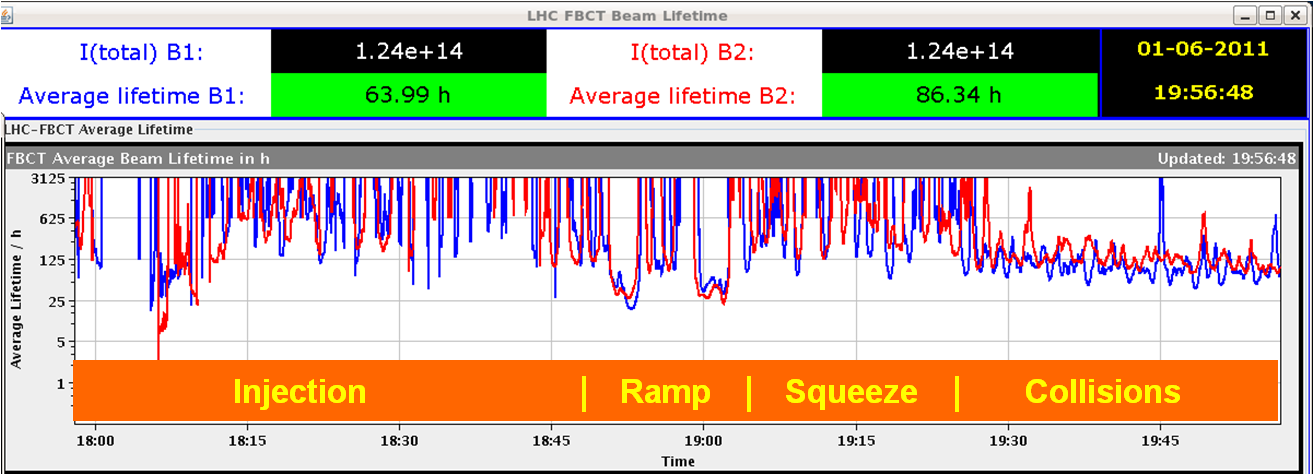 LHC FBCT Beam Lifetime
I(total) B1: 1.24e+14 I(total) B2: 1.24e+14 01-06-2011
Average lifetime B1: 63.99 h Average lifetime B2: 86.34 h 19:56:48
LHC-FBCT Average Lifetime
FBCT Average Beam Lifetime in h Updated: 19:56:48
3125
625
125
25
5
1
Average Lifetime / h
Injection | Ramp | Squeeze | Collisions
18:00 18:15 18:30 18:45 19:00 19:15 19:30 19:45
Time